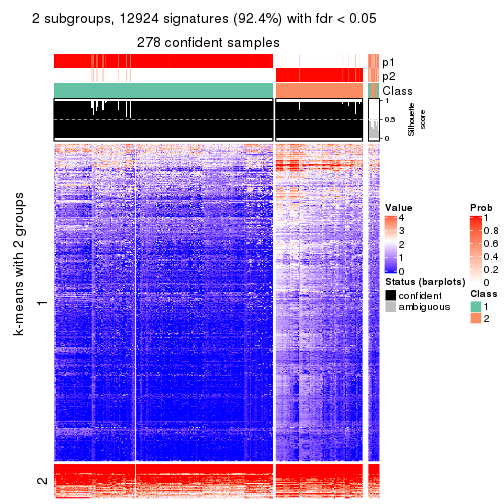 2 subgroups, 12924 signatures (92.4%) with fdr < 0.05
278 confident samples
p1
p2
Class
1
0.5
0
Silhouette
score
k-means with 2 groups
1
2
Value
4
3
2
1
0
Status (barplots)
confident
ambiguous
Prob
1
0.8
0.6
0.4
0.2
0
Class
1
2